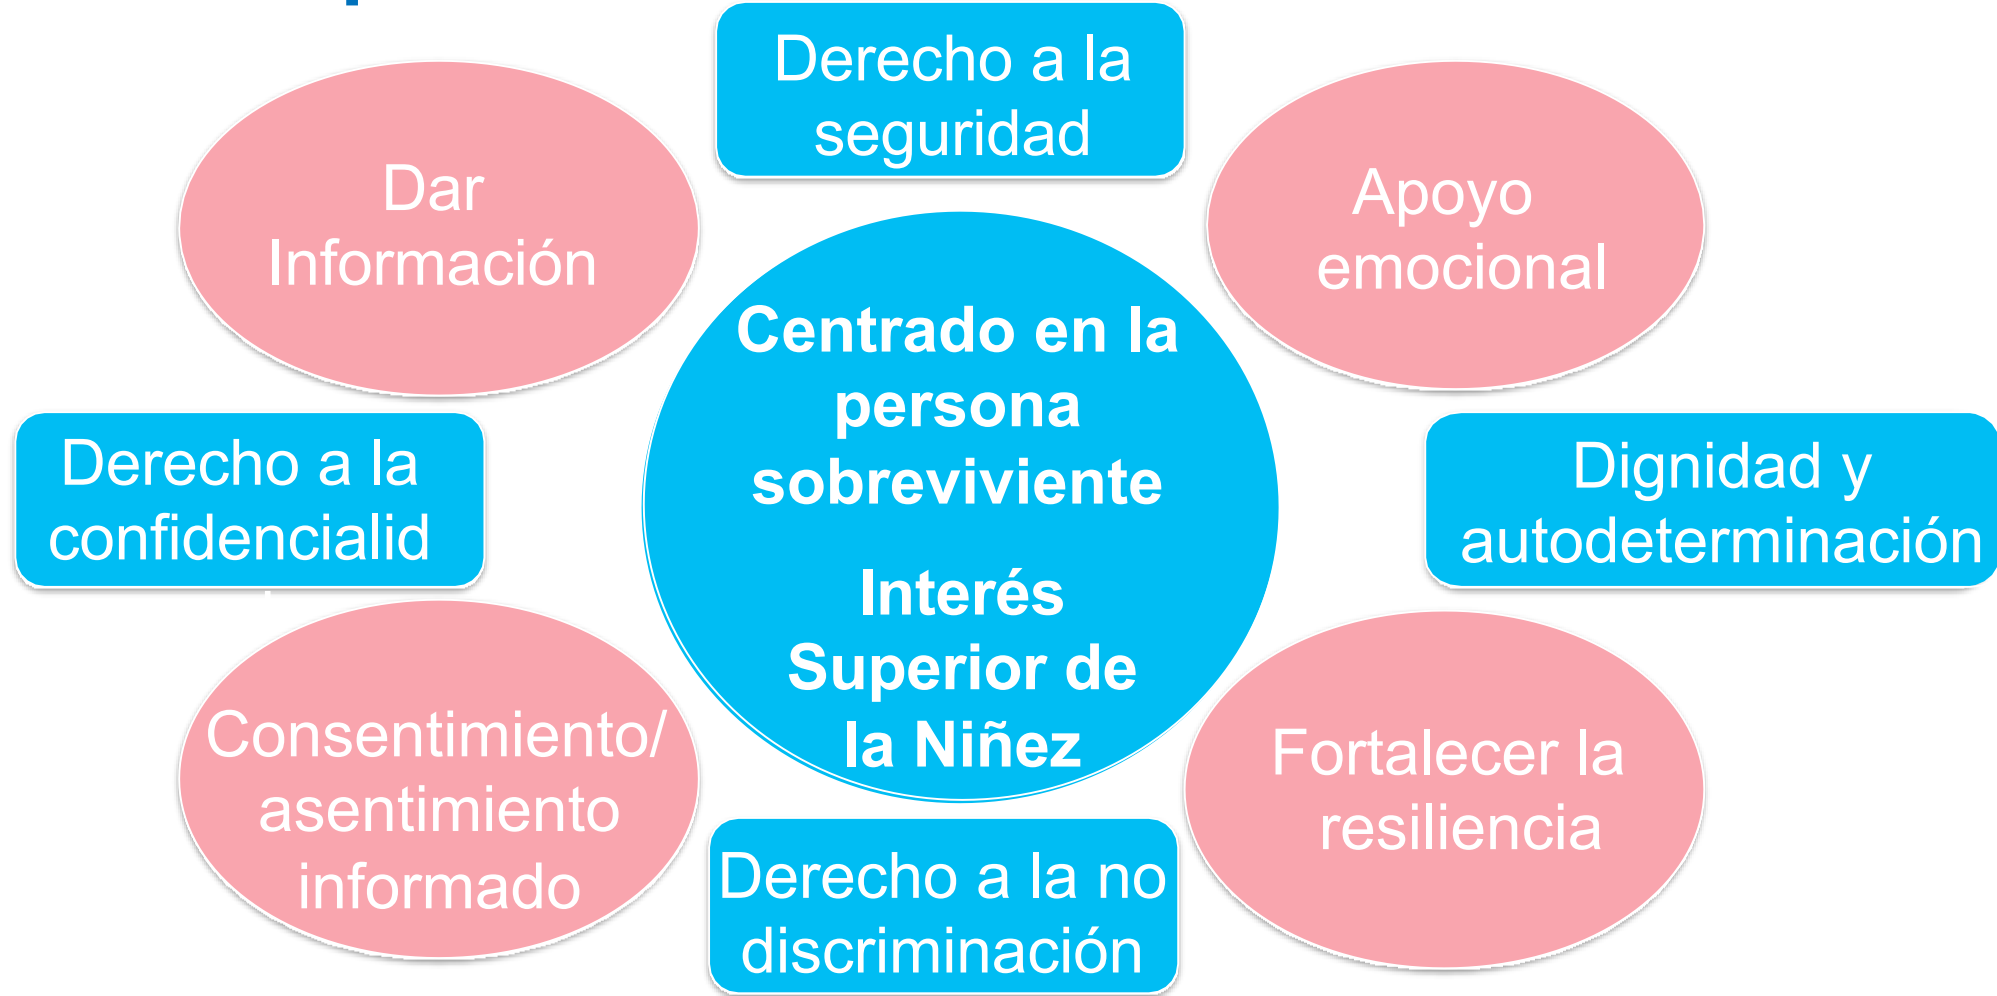 Derecho a la
seguridad
Dar
Información
Apoyo
emocional
Centrado en la
persona
sobreviviente
Interés
Superior de
la Niñez
Derecho a la
confidencialid
Dignidad y
autodeterminación
Consentimiento/
asentimiento
informado
Fortalecer la
resiliencia
Derecho a la no
discriminación